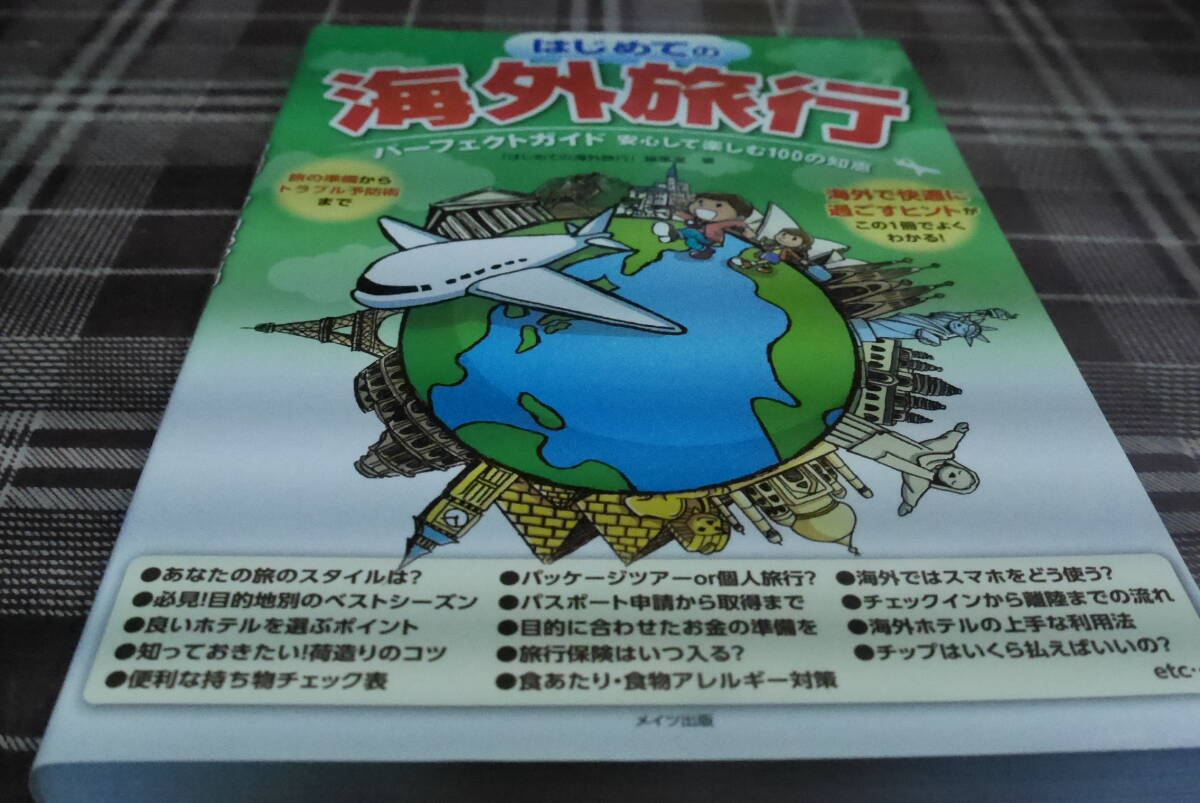 はじめての
海外旅行
パーフェクトガイド 安心して楽しむ100の知恵
「はじめての海外旅行」編集室 著
旅の準備から
トラブル予防術
まで
海外で快適に
過ごすヒントが
この1冊でよく
わかる!
●あなたの旅のスタイルは?
●必見!目的地別のベストシーズン
●良いホテルを選ぶポイント
●知っておきたい!荷造りのコツ
●便利な持ち物チェック表
●パッケージツアーor個人旅行?
●パスポート申請から取得まで
●目的に合わせたお金の準備を
●旅行保険はいつ入る?
●食あたり・食物アレルギー対策
●海外ではスマホをどう使う?
●チェックインから離陸までの流れ
●海外ホテルの上手な利用法
●チップはいくら払えばいいの?
etc…
メイツ出版